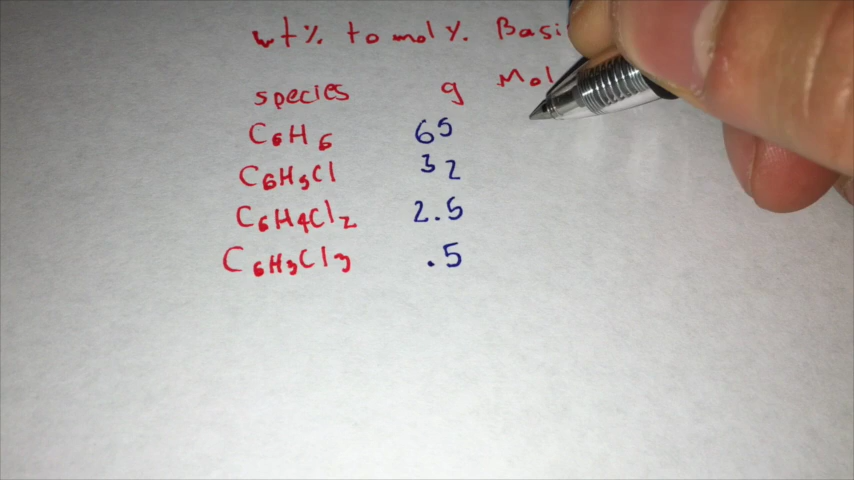 wt% to mol %. Basi
species g Mol
C6H6 65
C6H5Cl 32
C6H4Cl2 2.5
C6H3Cl3 .5